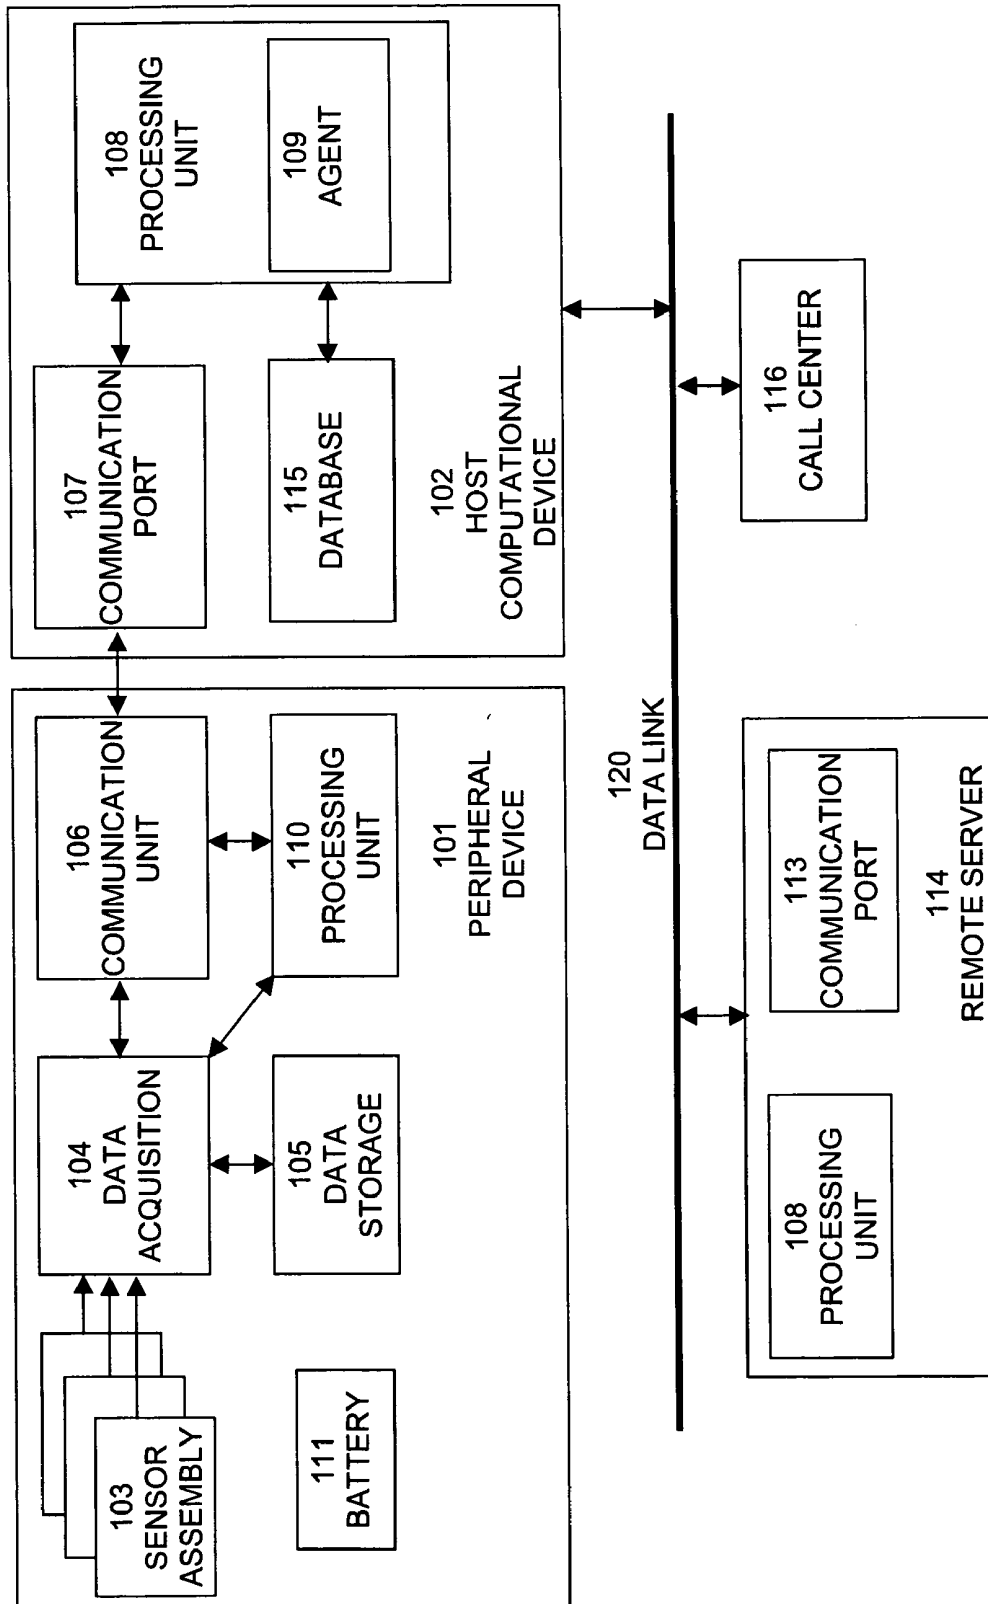 103
SENSOR
ASSEMBLY
104
DATA
ACQUISITION
106
COMMUNICATION
UNIT
111
BATTERY
105
DATA
STORAGE
110
PROCESSING
UNIT
101
PERIPHERAL
DEVICE
107
COMMUNICATION
PORT
108
PROCESSING
UNIT
109
AGENT
115
DATABASE
102
HOST
COMPUTATIONAL
DEVICE
120
DATA LINK
108
PROCESSING
UNIT
113
COMMUNICATION
PORT
114
REMOTE SERVER
116
CALL CENTER